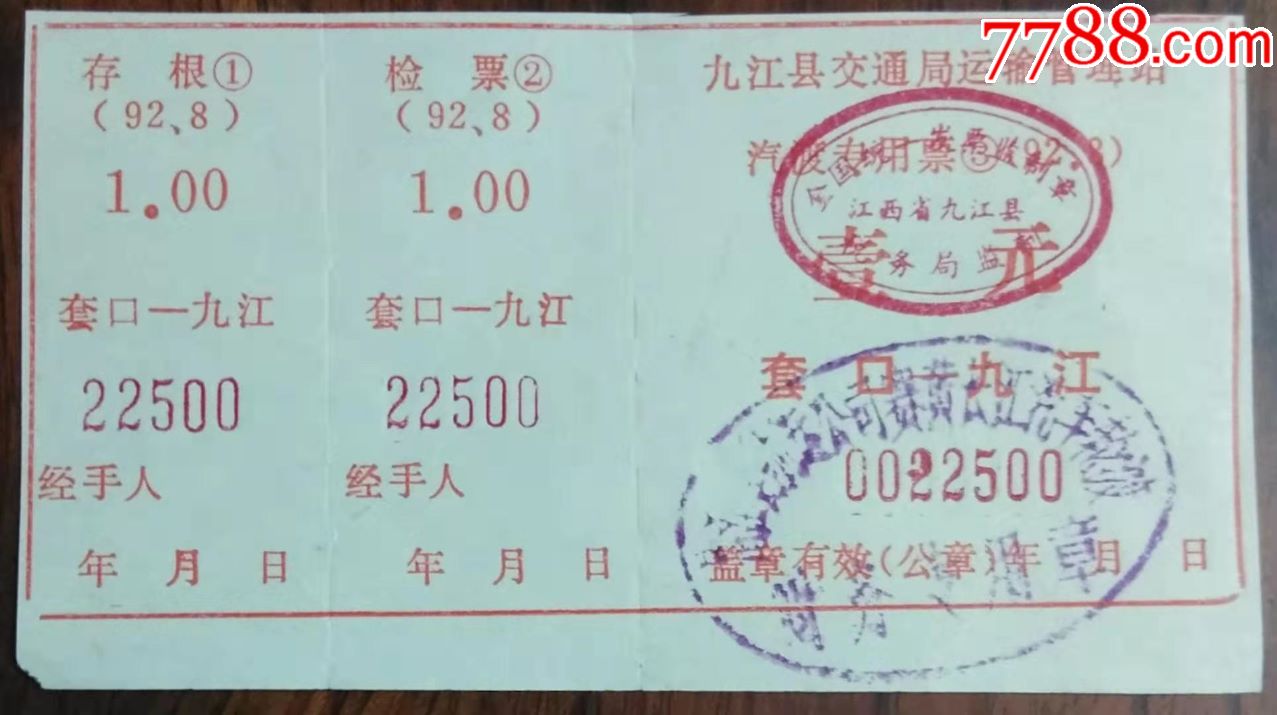 7788.com
存 根①
(92、8)
1.00
套口—九江
22500
经手人
年 月 日
检 票②
(92、8)
1.00
套口—九江
22500
经手人
年 月 日
九江县交通局运输管理站
汽渡专用票③(92.8)
壹 元
江西省九江县
务局监
套 口—九江
0022500
盖章有效(公章)年 月 日